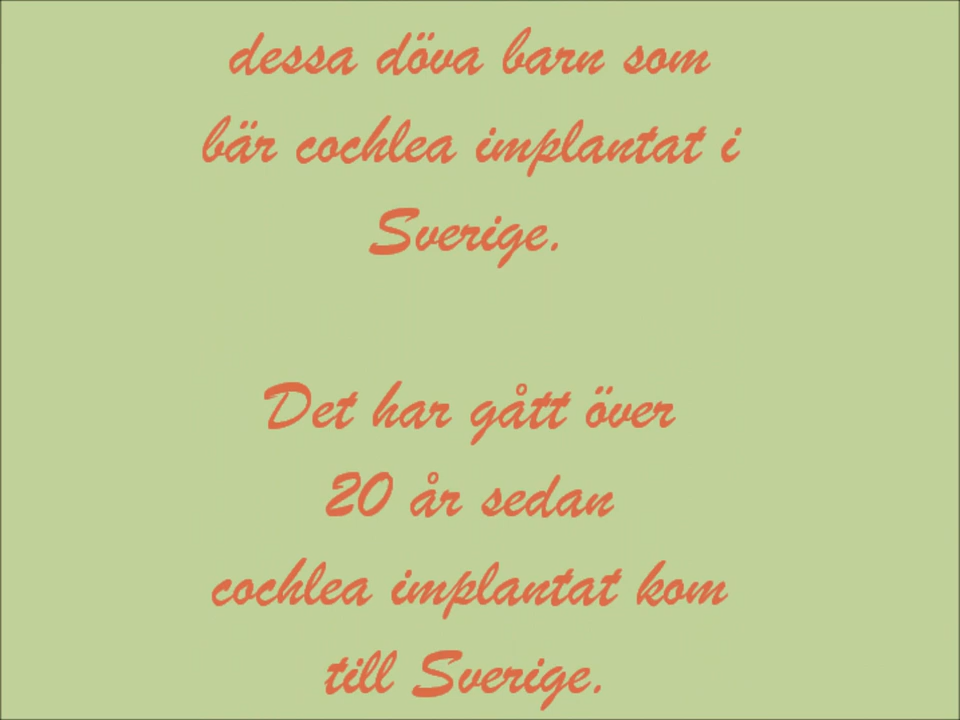 dessa döva barn som
bär cochlea implantat i
Sverige.
Det har gått över
20 år sedan
cochlea implantat kom
till Sverige.